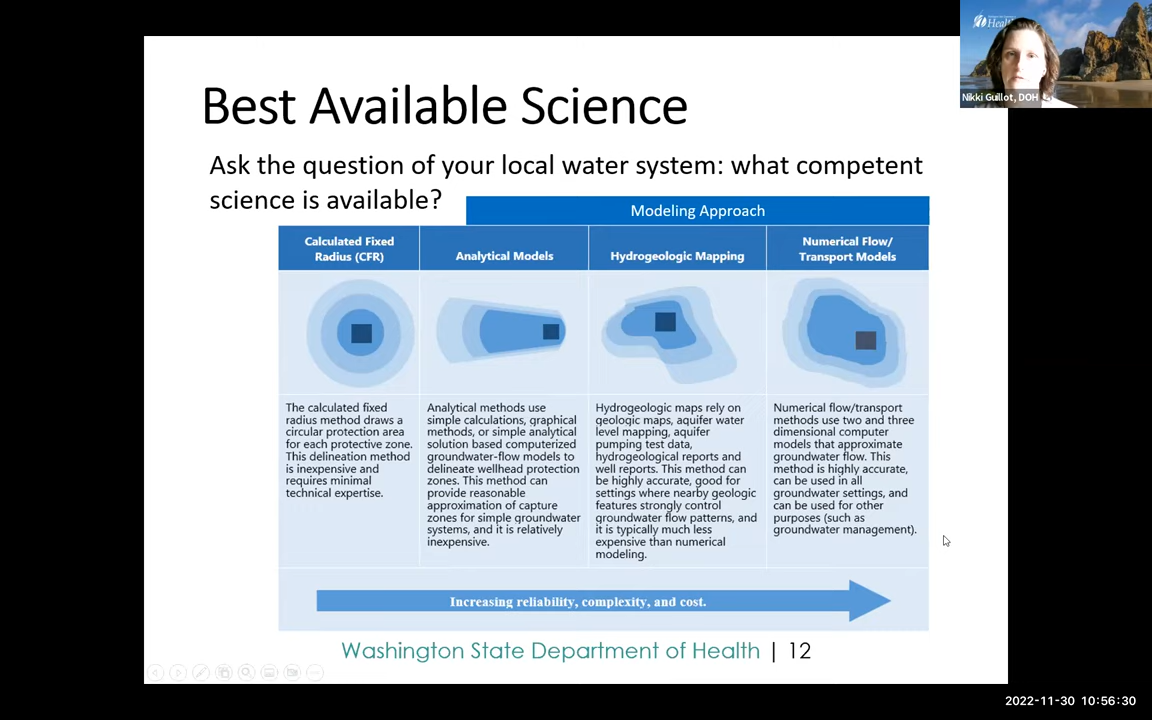 Best Available Science
Ask the question of your local water system: what competent
science is available?
Modeling Approach
Calculated Fixed
Radius (CFR)
Analytical Models
Hydrogeologic Mapping
Numerical Flow/
Transport Models
The calculated fixed
radius method draws a
circular protection area
for each protective zone.
This delineation method
is inexpensive and
requires minimal
technical expertise.
Analytical methods use
simple calculations, graphical
methods, or simple analytical
solution based computerized
groundwater-flow models to
delineate wellhead protection
zones. This method can
provide reasonable
approximation of capture
zones for simple groundwater
systems, and it is relatively
inexpensive.
Hydrogeologic maps rely on
geologic maps, aquifer water
level mapping, aquifer
pumping test data,
hydrogeological reports and
well reports. This method can
be highly accurate, good for
settings where nearby geologic
features strongly control
groundwater flow patterns, and
it is typically much less
expensive than numerical
modeling.
Numerical flow/transport
methods use two and three
dimensional computer
models that approximate
groundwater flow. This
method is highly accurate,
can be used in all
groundwater settings, and
can be used for other
purposes (such as
groundwater management).
Increasing reliability, complexity, and cost.
Washington State Department of Health | 12
Nikki Guillot, DOH
2022-11-30 10:56:30